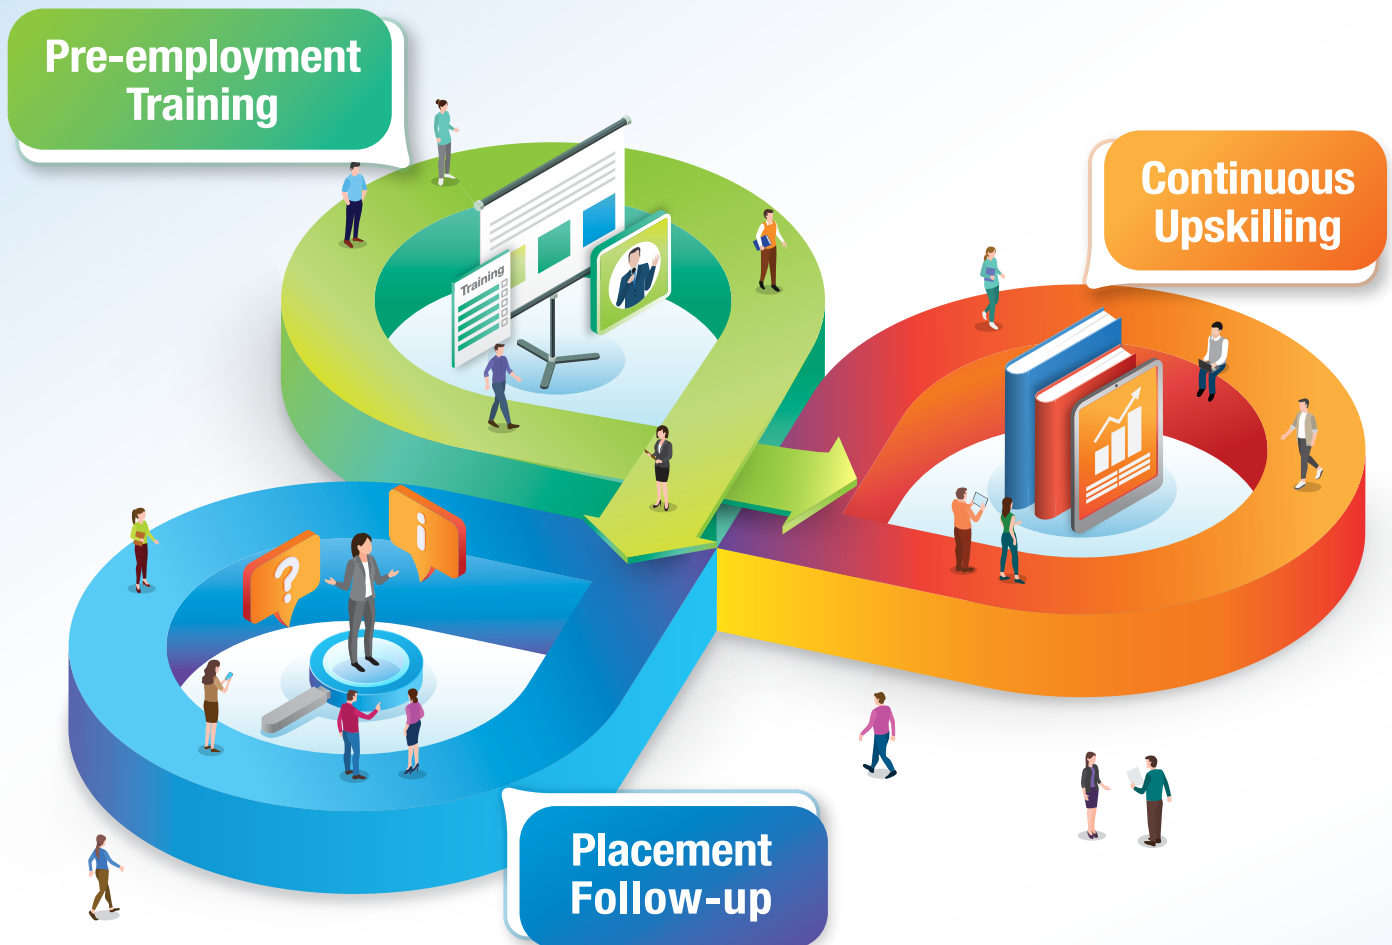 Pre-employment
Training
Continuous
Upskilling
Training
?
i
Placement
Follow-up